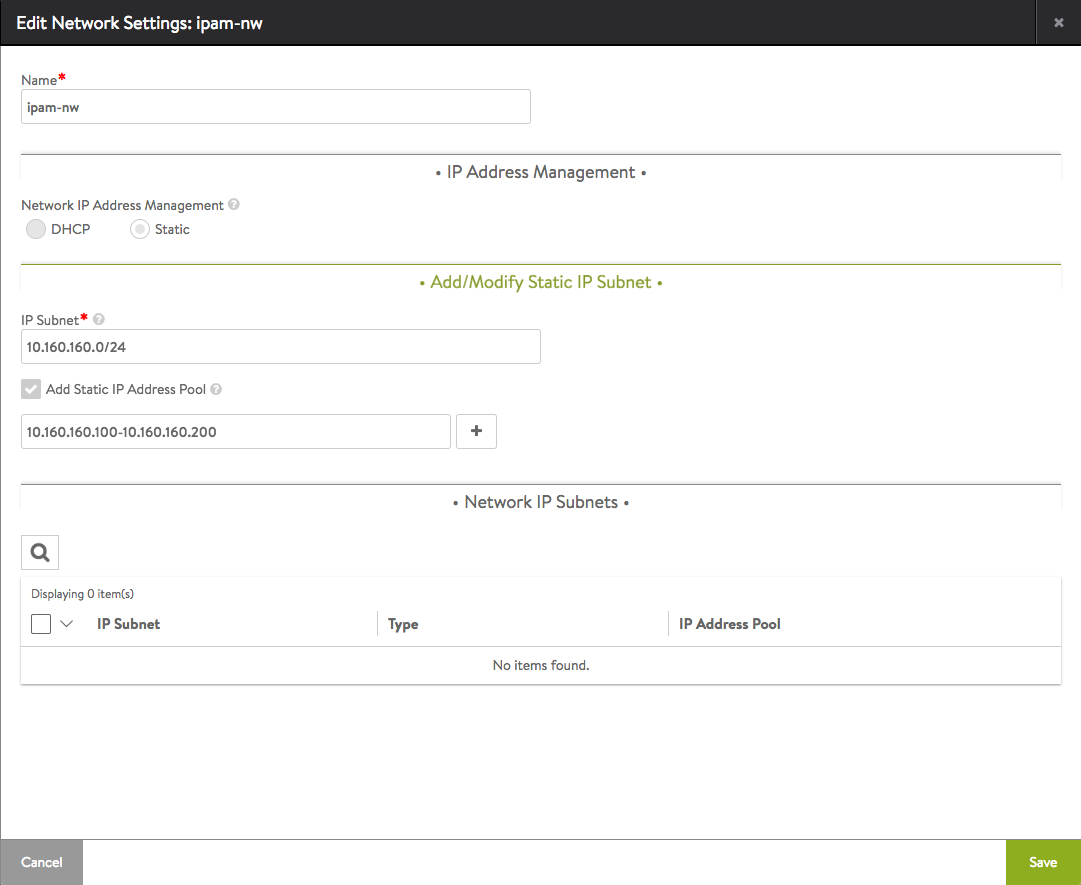 Edit Network Settings: ipam-nw
Name*
ipam-nw
• IP Address Management •
Network IP Address Management ?
DHCP Static
• Add/Modify Static IP Subnet •
IP Subnet* ?
10.160.160.0/24
Add Static IP Address Pool ?
10.160.160.100-10.160.160.200
• Network IP Subnets •
Displaying 0 item(s)
IP Subnet Type IP Address Pool
No items found.
Cancel Save